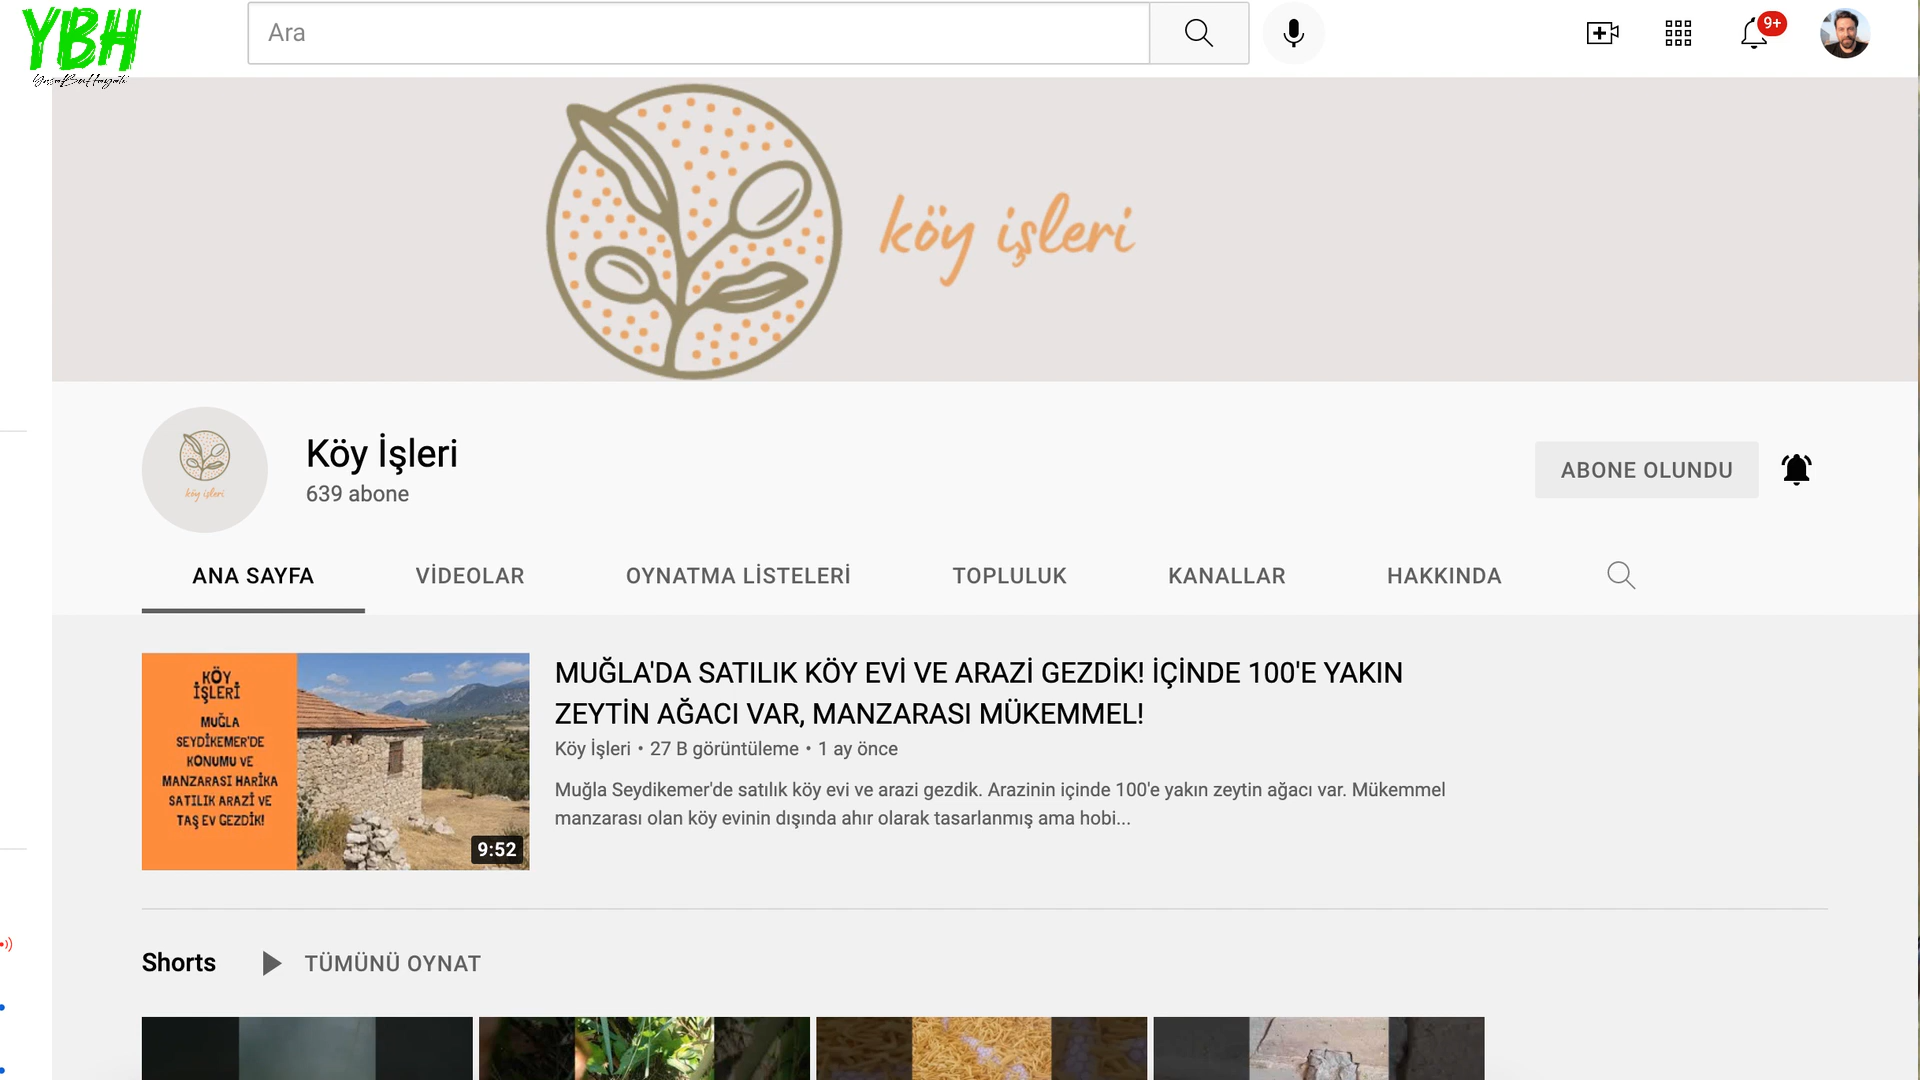 YBH
Ara
9+
köy işleri
köy işleri
Köy İşleri
639 abone
ABONE OLUNDU
ANA SAYFA
VİDEOLAR
OYNATMA LİSTELERİ
TOPLULUK
KANALLAR
HAKKINDA
KÖY
İŞLERİ
MUĞLA
SEYDİKEMER'DE
KONUMU VE
MANZARASI HARİKA
SATILIK ARAZİ VE
TAŞ EV GEZDİK!
9:52
MUĞLA'DA SATILIK KÖY EVİ VE ARAZİ GEZDİK! İÇİNDE 100'E YAKIN
ZEYTİN AĞACI VAR, MANZARASI MÜKEMMEL!
Köy İşleri • 27 B görüntüleme • 1 ay önce
Muğla Seydikemer'de satılık köy evi ve arazi gezdik. Arazinin içinde 100'e yakın zeytin ağacı var. Mükemmel
manzarası olan köy evinin dışında ahır olarak tasarlanmış ama hobi...
Shorts
TÜMÜNÜ OYNAT